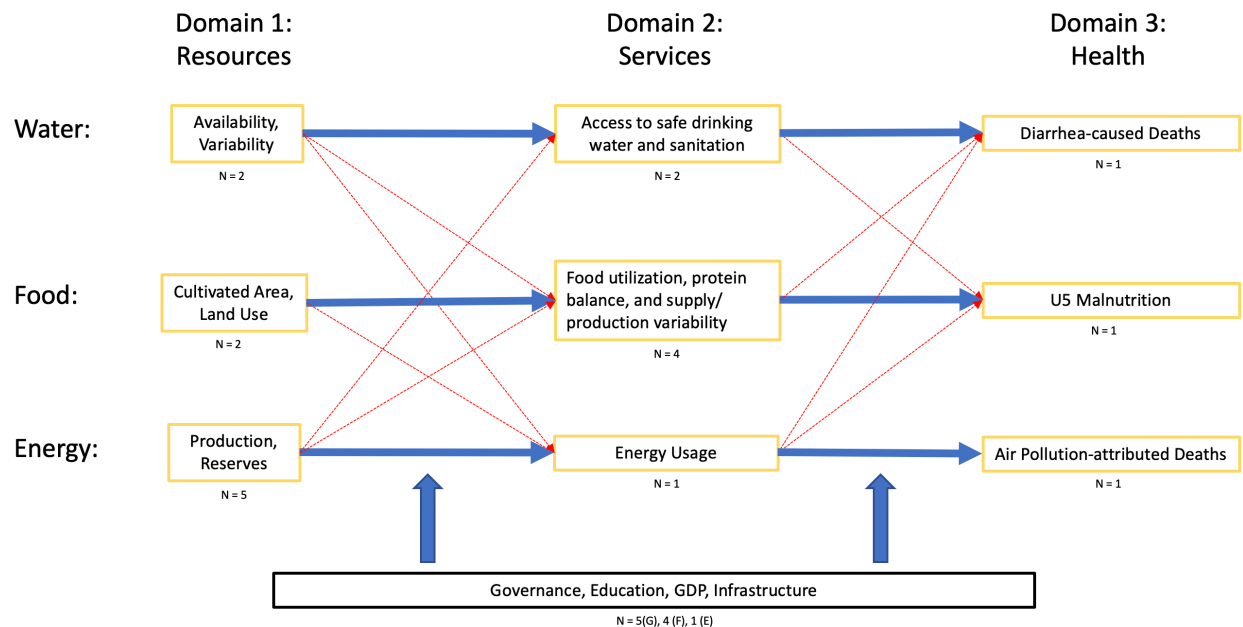 Domain 1:
Resources
Domain 2:
Services
Domain 3:
Health
Water:
Availability,
Variability
N = 2
Access to safe drinking
water and sanitation
N = 2
Diarrhea-caused Deaths
N = 1
Food:
Cultivated Area,
Land Use
N = 2
Food utilization, protein
balance, and supply/
production variability
N = 4
U5 Malnutrition
N = 1
Energy:
Production,
Reserves
N = 5
Energy Usage
N = 1
Air Pollution-attributed Deaths
N = 1
Governance, Education, GDP, Infrastructure
N = 5(G), 4 (F), 1 (E)